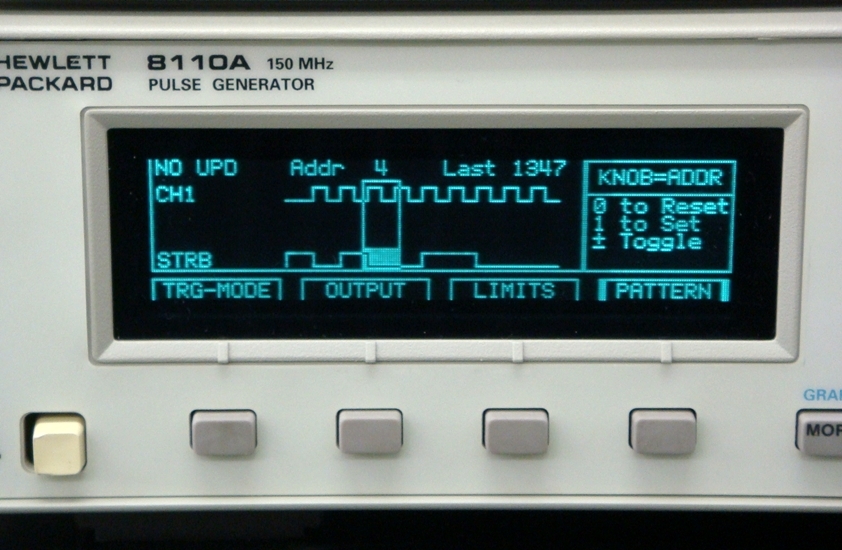 HEWLETT PACKARD
8110A 150 MHz
PULSE GENERATOR
NO UPD Addr 4 Last 1347
CH1
STRB
KNOB=ADDR
0 to Reset
1 to Set
± Toggle
TRG-MODE OUTPUT LIMITS PATTERN